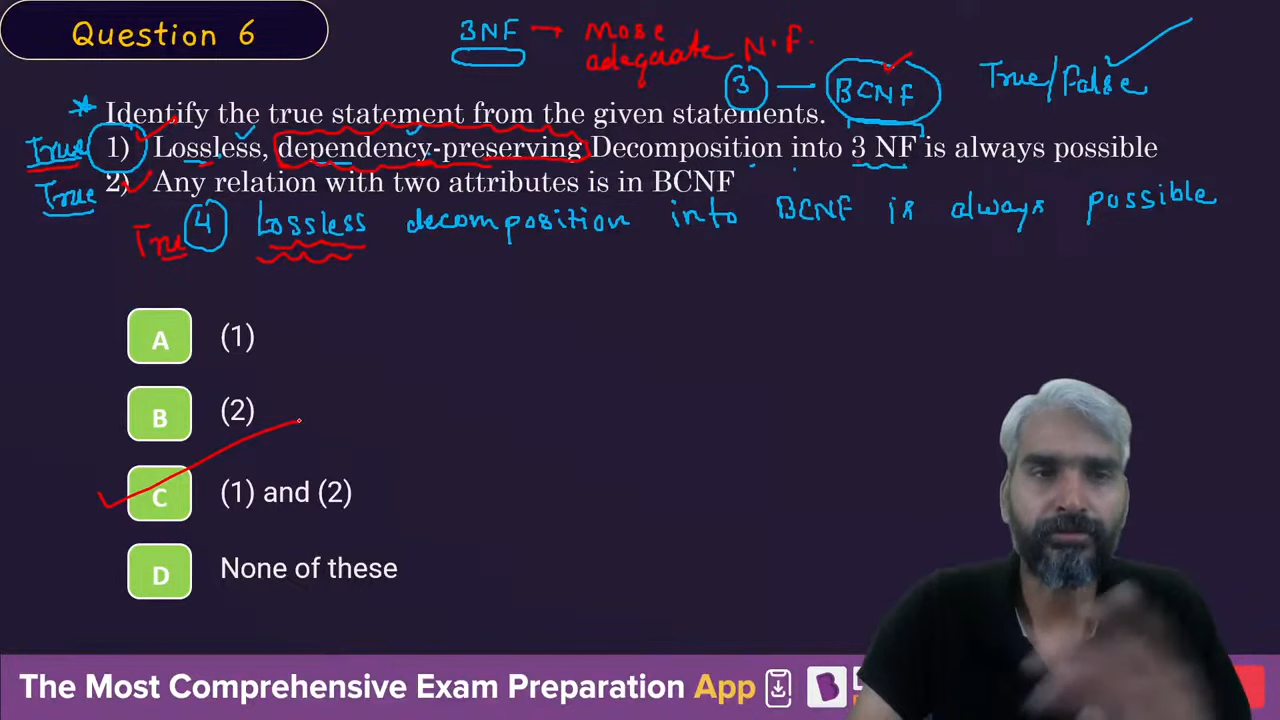 Question 6
3NF → More adequate N.F.
3 — BCNF True/False
* Identify the true statement from the given statements.
True 1) Lossless, dependency-preserving Decomposition into 3 NF is always possible
True 2) Any relation with two attributes is in BCNF
True 4 Lossless decomposition into BCNF is always possible
A (1)
B (2)
C (1) and (2)
D None of these
The Most Comprehensive Exam Preparation App